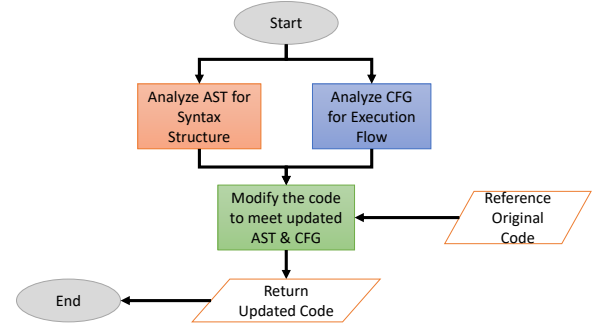 Start
Analyze AST for
Syntax
Structure
Analyze CFG
for Execution
Flow
Modify the code
to meet updated
AST & CFG
Reference
Original
Code
Return
Updated Code
End